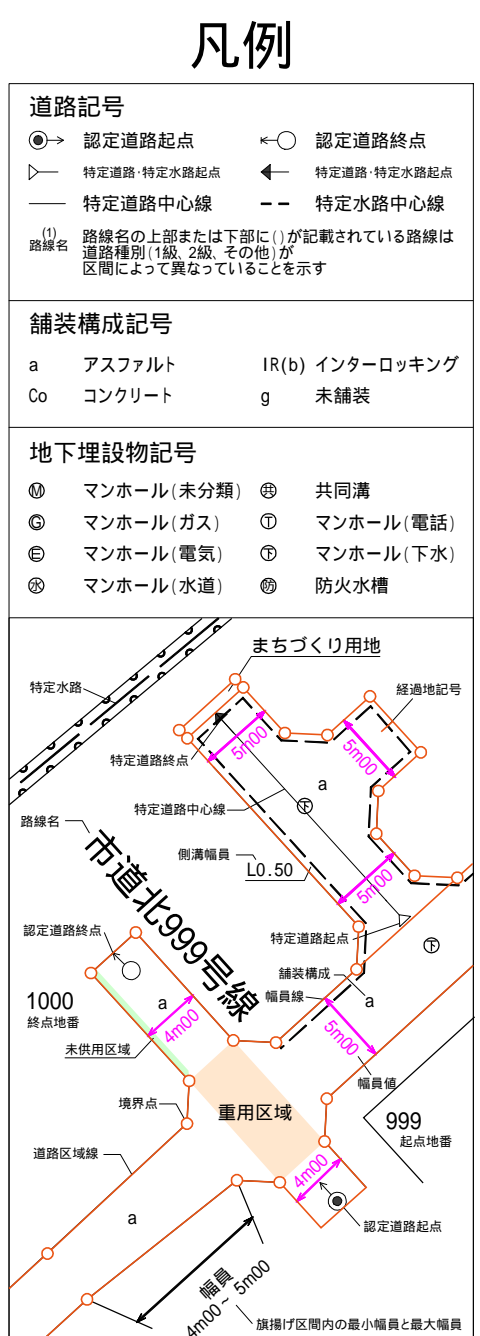 凡例
道路記号
認定道路起点
認定道路終点
特定道路・特定水路起点
特定道路・特定水路起点
特定道路中心線
特定水路中心線
(1)
路線名
路線名の上部または下部に()が記載されている路線は
道路種別(1級、2級、その他)が
区間によって異なっていることを示す
舗装構成記号
a アスファルト
IR(b) インターロッキング
Co コンクリート
g 未舗装
地下埋設物記号
Ⓜ マンホール(未分類)
㊓ 共同溝
Ⓖ マンホール(ガス)
Ⓣ マンホール(電話)
Ⓔ マンホール(電気)
㊦ マンホール(下水)
㊌ マンホール(水道)
防 防火水槽
まちづくり用地
特定水路
経過地記号
5m00
5m00
特定道路終点
a
特定道路中心線
下
路線名
市道北999号線
側溝幅員
L0.50
5m00
認定道路終点
特定道路起点
下
舗装構成
幅員線
a
1000
終点地番
a
4m00
5m00
未供用区域
幅員値
境界点
重用区域
999
起点地番
道路区域線
4m00
a
認定道路起点
幅員
4m00~5m00
旗揚げ区間内の最小幅員と最大幅員